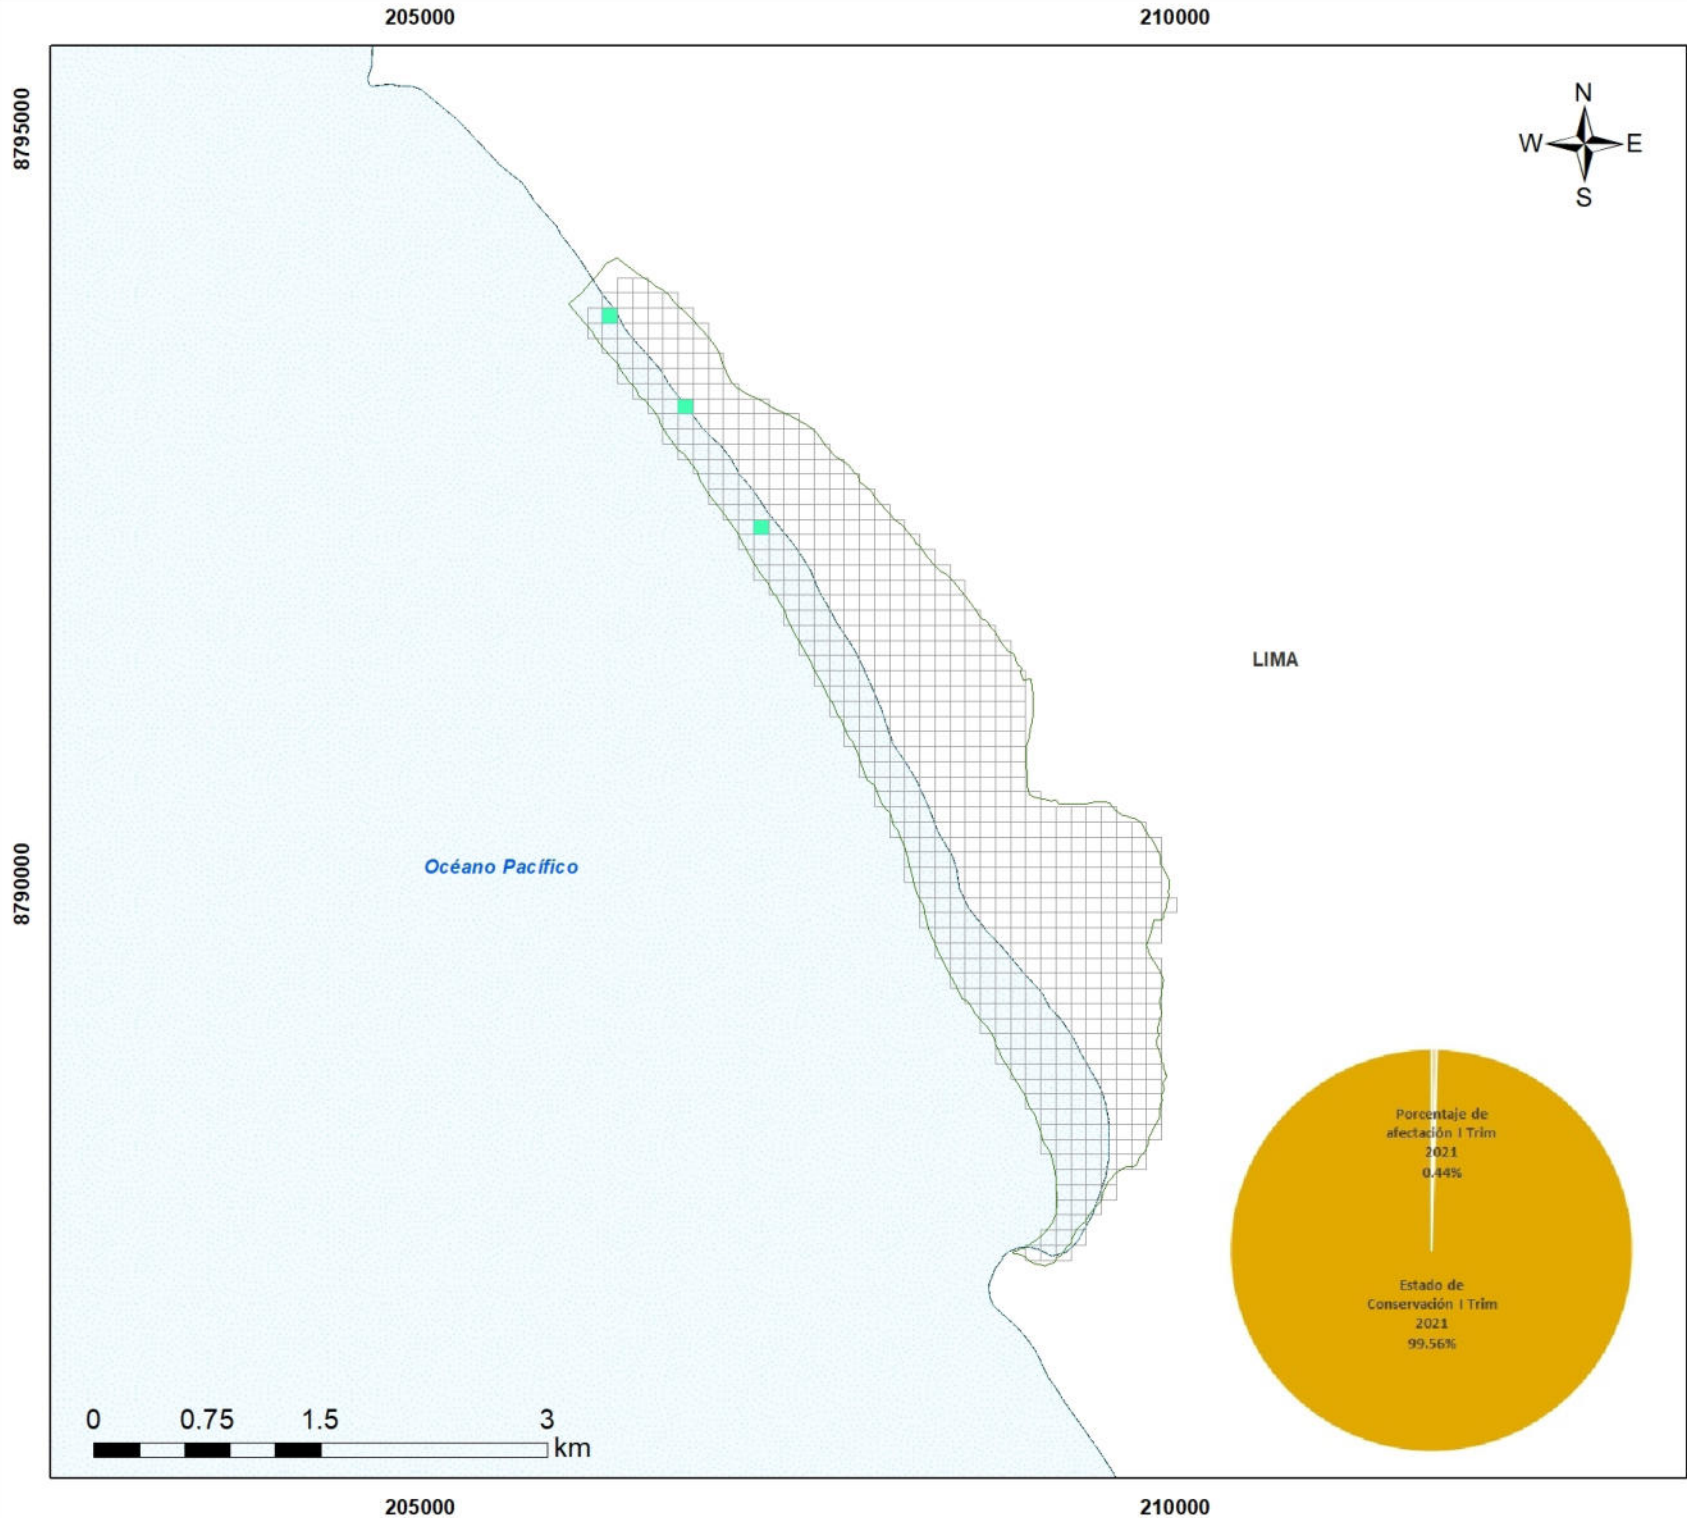 205000
210000
8795000
N
W
E
S
LIMA
Océano Pacífico
8790000
Porcentaje de
afectación I Trim
2021
0.44%
Estado de
Conservación I Trim
2021
99.56%
0
0.75
1.5
3
km
205000
210000